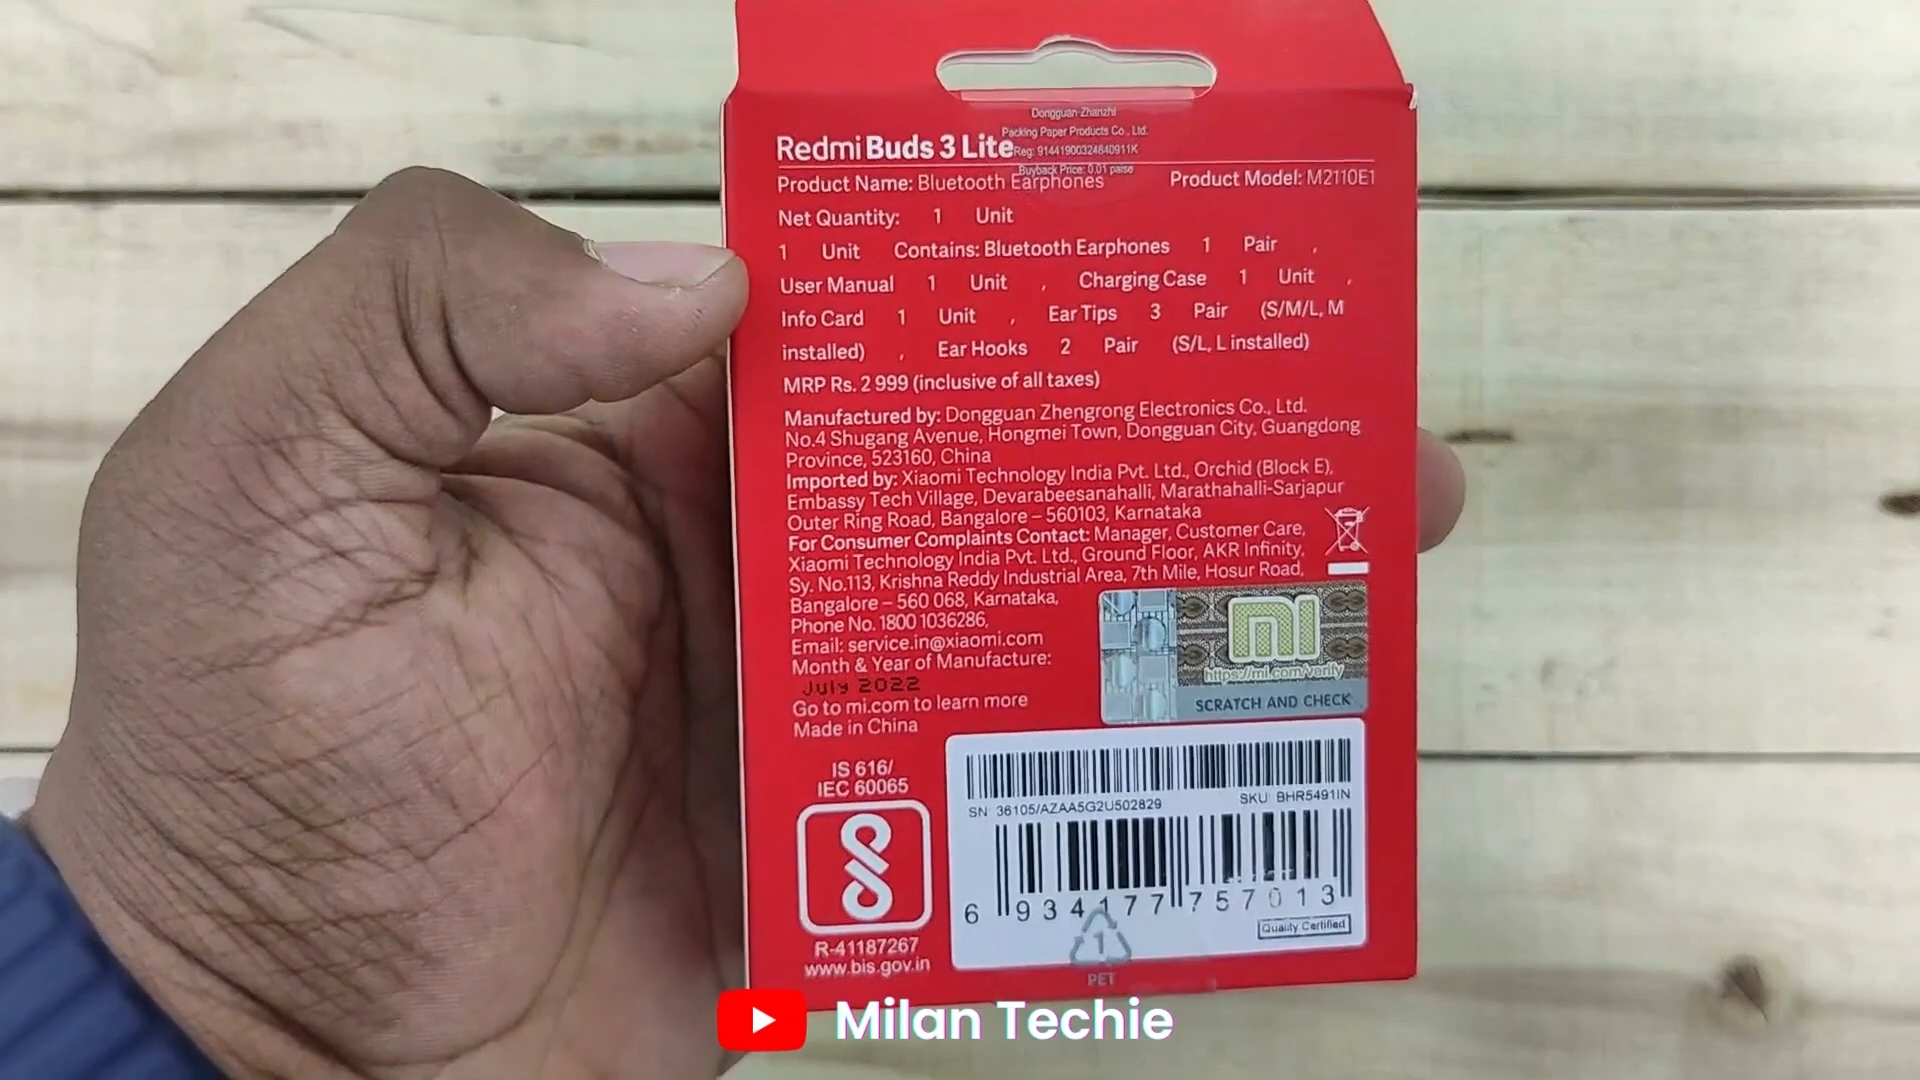 Dongguan Zhanzhi
Packing Paper Products Co., Ltd.
Reg: 91441900324840911K
Buyback Price: 0.01 paise
Redmi Buds 3 Lite
Product Name: Bluetooth Earphones Product Model: M2110E1
Net Quantity: 1 Unit
1 Unit Contains: Bluetooth Earphones 1 Pair ,
User Manual 1 Unit , Charging Case 1 Unit ,
Info Card 1 Unit , Ear Tips 3 Pair (S/M/L, M
installed) , Ear Hooks 2 Pair (S/L, L installed)
MRP Rs. 2 999 (inclusive of all taxes)
Manufactured by: Dongguan Zhengrong Electronics Co., Ltd.
No.4 Shugang Avenue, Hongmei Town, Dongguan City, Guangdong
Province, 523160, China
Imported by: Xiaomi Technology India Pvt. Ltd., Orchid (Block E),
Embassy Tech Village, Devarabeesanahalli, Marathahalli-Sarjapur
Outer Ring Road, Bangalore – 560103, Karnataka
For Consumer Complaints Contact: Manager, Customer Care,
Xiaomi Technology India Pvt. Ltd., Ground Floor, AKR Infinity,
Sy. No.113, Krishna Reddy Industrial Area, 7th Mile, Hosur Road,
Bangalore – 560 068, Karnataka,
Phone No. 1800 1036286,
Email: service.in@xiaomi.com
Month & Year of Manufacture:
July 2022
Go to mi.com to learn more
Made in China
mi
https://mi.com/verify
SCRATCH AND CHECK
IS 616/
IEC 60065
R-41187267
www.bis.gov.in
SN: 36105/AZAA5G2U502829 SKU: BHR5491IN
6 934177 757013
Quality Certified
1
PET
Milan Techie